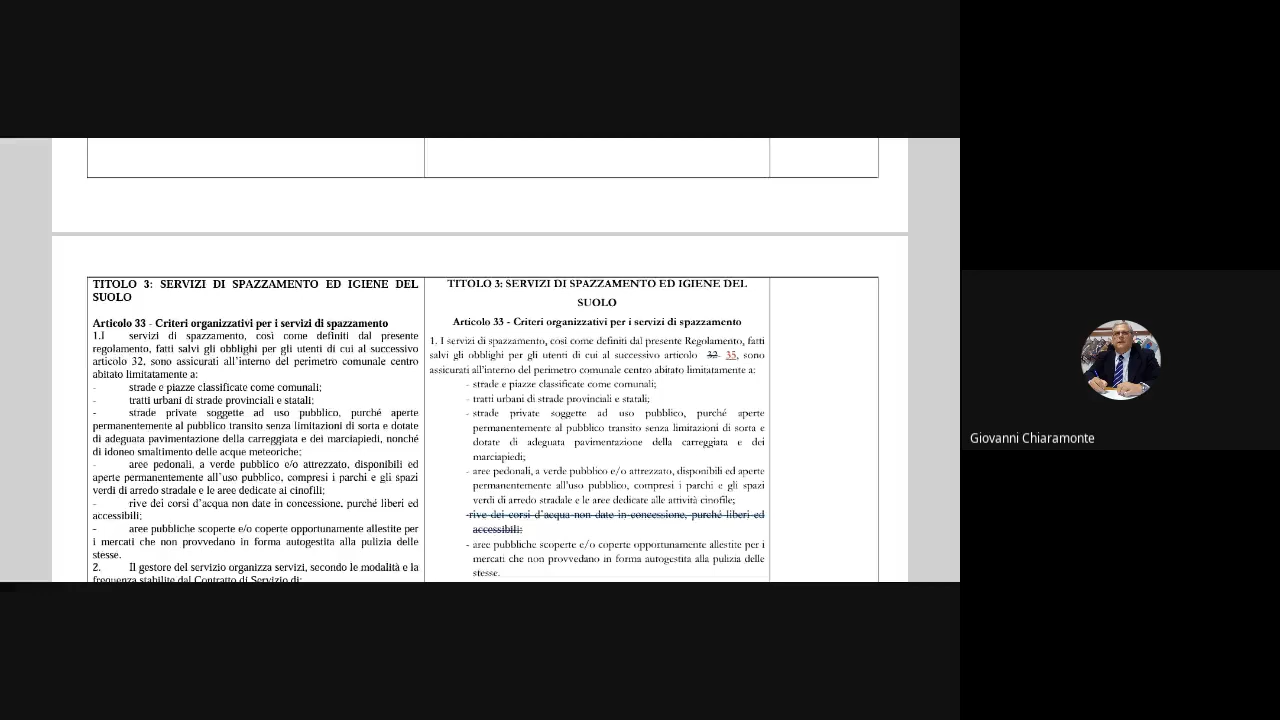 TITOLO 3: SERVIZI DI SPAZZAMENTO ED IGIENE DEL
SUOLO
Articolo 33 - Criteri organizzativi per i servizi di spazzamento
1.I servizi di spazzamento, così come definiti dal presente
regolamento, fatti salvi gli obblighi per gli utenti di cui al successivo
articolo 32, sono assicurati all'interno del perimetro comunale centro
abitato limitatamente a:
- strade e piazze classificate come comunali;
- tratti urbani di strade provinciali e statali;
- strade private soggette ad uso pubblico, purché aperte
permanentemente al pubblico transito senza limitazioni di sorta e dotate
di adeguata pavimentazione della carreggiata e dei marciapiedi, nonché
di idoneo smaltimento delle acque meteoriche;
- aree pedonali, a verde pubblico e/o attrezzato, disponibili ed
aperte permanentemente all'uso pubblico, compresi i parchi e gli spazi
verdi di arredo stradale e le aree dedicate ai cinofili;
- rive dei corsi d'acqua non date in concessione, purché liberi ed
accessibili;
- aree pubbliche scoperte e/o coperte opportunamente allestite per
i mercati che non provvedano in forma autogestita alla pulizia delle
stesse.
2. Il gestore del servizio organizza servizi, secondo le modalità e la
frequenza stabilite dal Contratto di Servizio di:
TITOLO 3: SERVIZI DI SPAZZAMENTO ED IGIENE DEL
SUOLO
Articolo 33 - Criteri organizzativi per i servizi di spazzamento
1. I servizi di spazzamento, così come definiti dal presente Regolamento, fatti
salvi gli obblighi per gli utenti di cui al successivo articolo 32 35, sono
assicurati all'interno del perimetro comunale centro abitato limitatamente a:
- strade e piazze classificate come comunali;
- tratti urbani di strade provinciali e statali;
- strade private soggette ad uso pubblico, purché aperte
permanentemente al pubblico transito senza limitazioni di sorta e
dotate di adeguata pavimentazione della carreggiata e dei
marciapiedi;
- aree pedonali, a verde pubblico e/o attrezzato, disponibili ed aperte
permanentemente all'uso pubblico, compresi i parchi e gli spazi
verdi di arredo stradale e le aree dedicate alle attività cinofile;
-rive dei corsi d'acqua non date in concessione, purché liberi ed
accessibili;
- aree pubbliche scoperte e/o coperte opportunamente allestite per i
mercati che non provvedano in forma autogestita alla pulizia delle
stesse.
Giovanni Chiaramonte